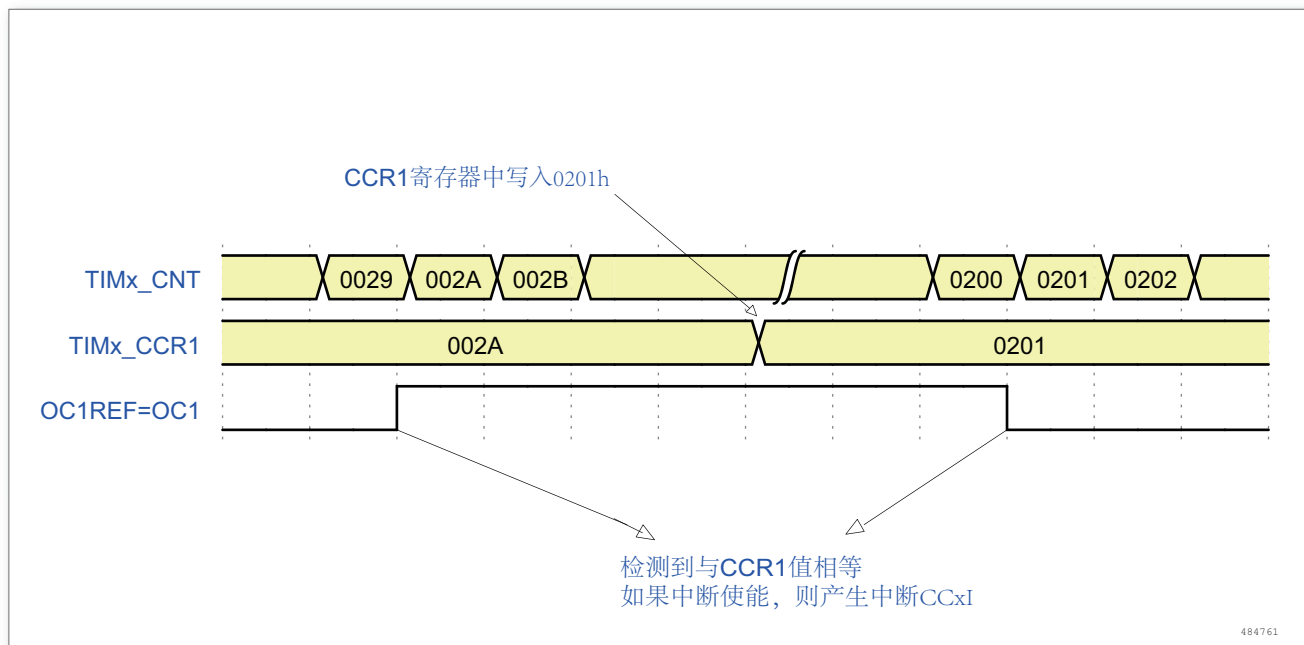 CCR1寄存器中写入0201h
TIMx_CNT 0029 002A 002B 0200 0201 0202
TIMx_CCR1 002A 0201
OC1REF=OC1
检测到与CCR1值相等
如果中断使能，则产生中断CCxI
484761